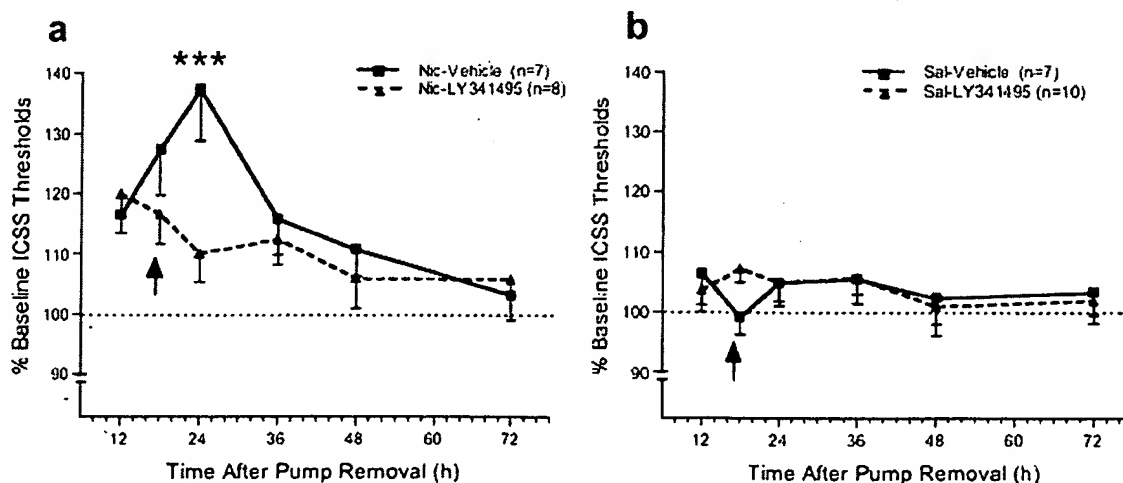 a
***
Nic-Vehicle (n=7)
Nic-LY341495 (n=8)
140
130
120
110
100
90
% Baseline ICSS Thresholds
12 24 36 48 60 72
Time After Pump Removal (h)
b
Sal-Vehicle (n=7)
Sal-LY341495 (n=10)
140
130
120
110
100
90
% Baseline ICSS Thresholds
12 24 36 48 60 72
Time After Pump Removal (h)